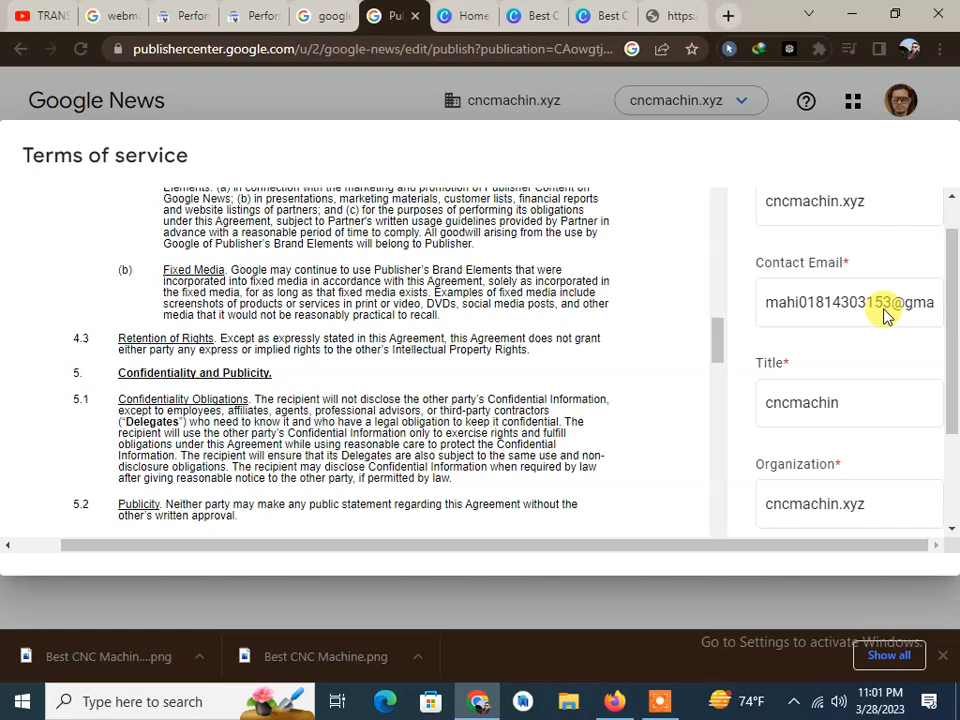 TRANS
webm
Perfor
Perfor
google
Pul
Home
Best C
Best C
https:
publishercenter.google.com/u/2/google-news/edit/publish?publication=CAowgtj...
Google News
cncmachin.xyz
cncmachin.xyz
Terms of service
Elements: (a) in connection with the marketing and promotion of Publisher Content on
Google News; (b) in presentations, marketing materials, customer lists, financial reports
and website listings of partners; and (c) for the purposes of performing its obligations
under this Agreement, subject to Partner's written usage guidelines provided by Partner in
advance with a reasonable period of time to comply. All goodwill arising from the use by
Google of Publisher's Brand Elements will belong to Publisher.
(b) Fixed Media. Google may continue to use Publisher's Brand Elements that were
incorporated into fixed media in accordance with this Agreement, solely as incorporated in
the fixed media, for as long as that fixed media exists. Examples of fixed media include
screenshots of products or services in print or video, DVDs, social media posts, and other
media that it would not be reasonably practical to recall.
4.3 Retention of Rights. Except as expressly stated in this Agreement, this Agreement does not grant
either party any express or implied rights to the other's Intellectual Property Rights.
5. Confidentiality and Publicity.
5.1 Confidentiality Obligations. The recipient will not disclose the other party's Confidential Information,
except to employees, affiliates, agents, professional advisors, or third-party contractors
("Delegates") who need to know it and who have a legal obligation to keep it confidential. The
recipient will use the other party's Confidential Information only to exercise rights and fulfill
obligations under this Agreement while using reasonable care to protect the Confidential
Information. The recipient will ensure that its Delegates are also subject to the same use and non-
disclosure obligations. The recipient may disclose Confidential Information when required by law
after giving reasonable notice to the other party, if permitted by law.
5.2 Publicity. Neither party may make any public statement regarding this Agreement without the
other's written approval.
cncmachin.xyz
Contact Email*
mahi01814303153@gma
Title*
cncmachin
Organization*
cncmachin.xyz
Go to Settings to activate Windows.
Best CNC Machin....png
Best CNC Machine.png
Show all
Type here to search
74°F
11:01 PM
3/28/2023